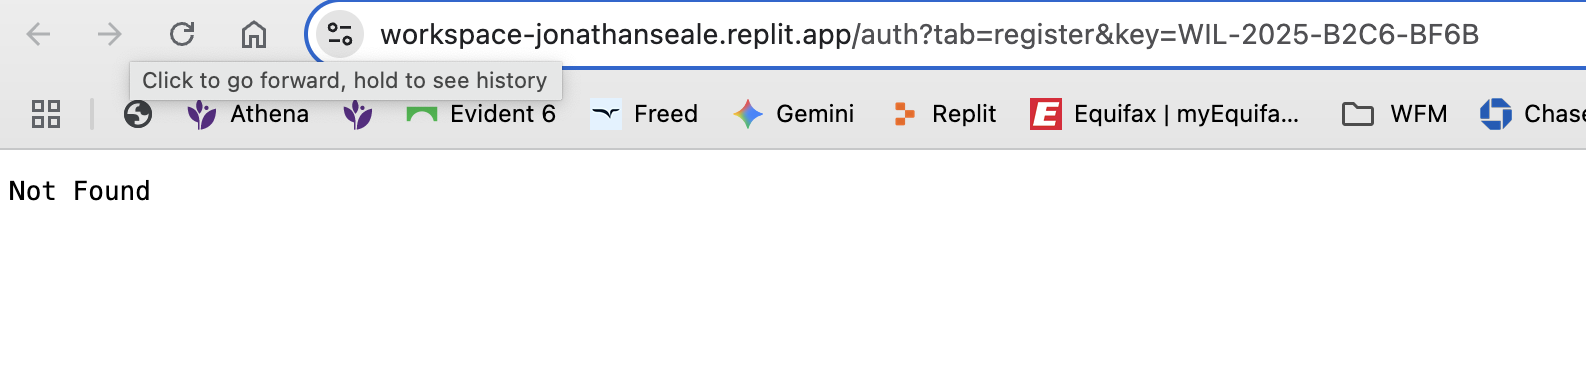 workspace-jonathanseale.replit.app/auth?tab=register&key=WIL-2025-B2C6-BF6B
Click to go forward, hold to see history
Athena Evident 6 Freed Gemini Replit E Equifax | myEquifa... WFM Chase
Not Found